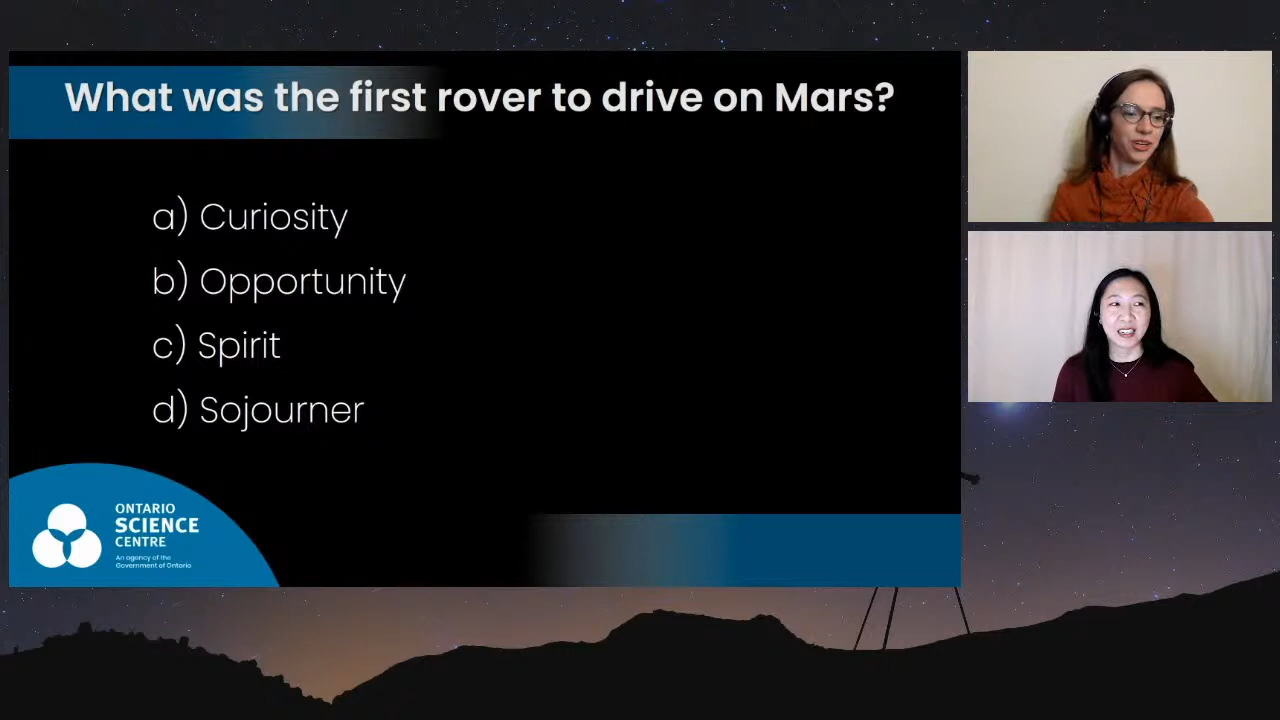 What was the first rover to drive on Mars?
a) Curiosity
b) Opportunity
c) Spirit
d) Sojourner
ONTARIO
SCIENCE
CENTRE
An agency of the
Government of Ontario